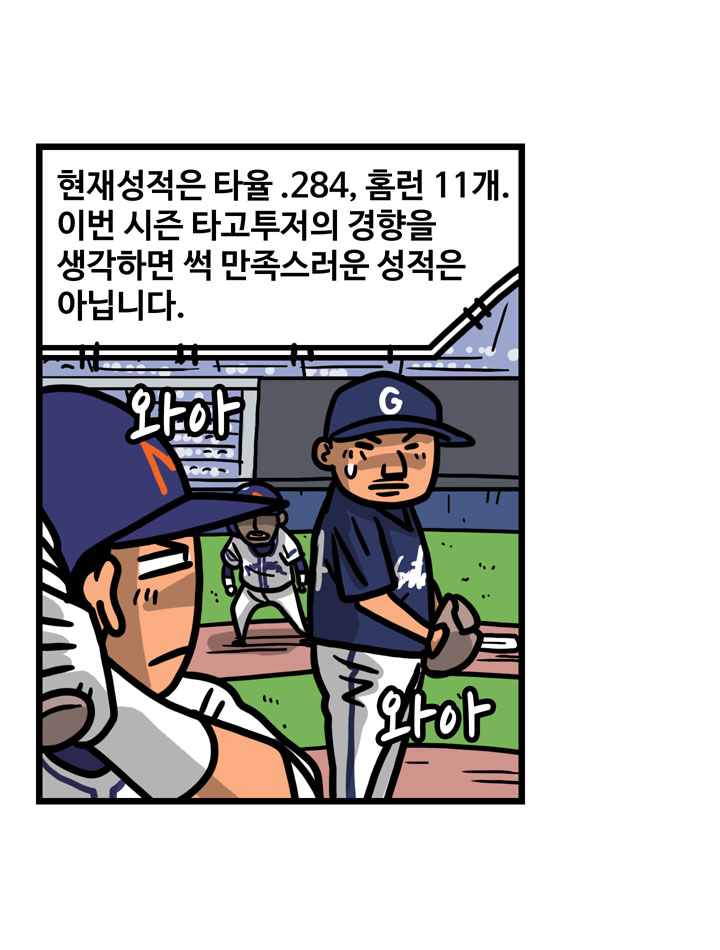 현재성적은 타율 .284, 홈런 11개.
이번 시즌 타고투저의 경향을
생각하면 썩 만족스러운 성적은
아닙니다.
와아
G
N
와아